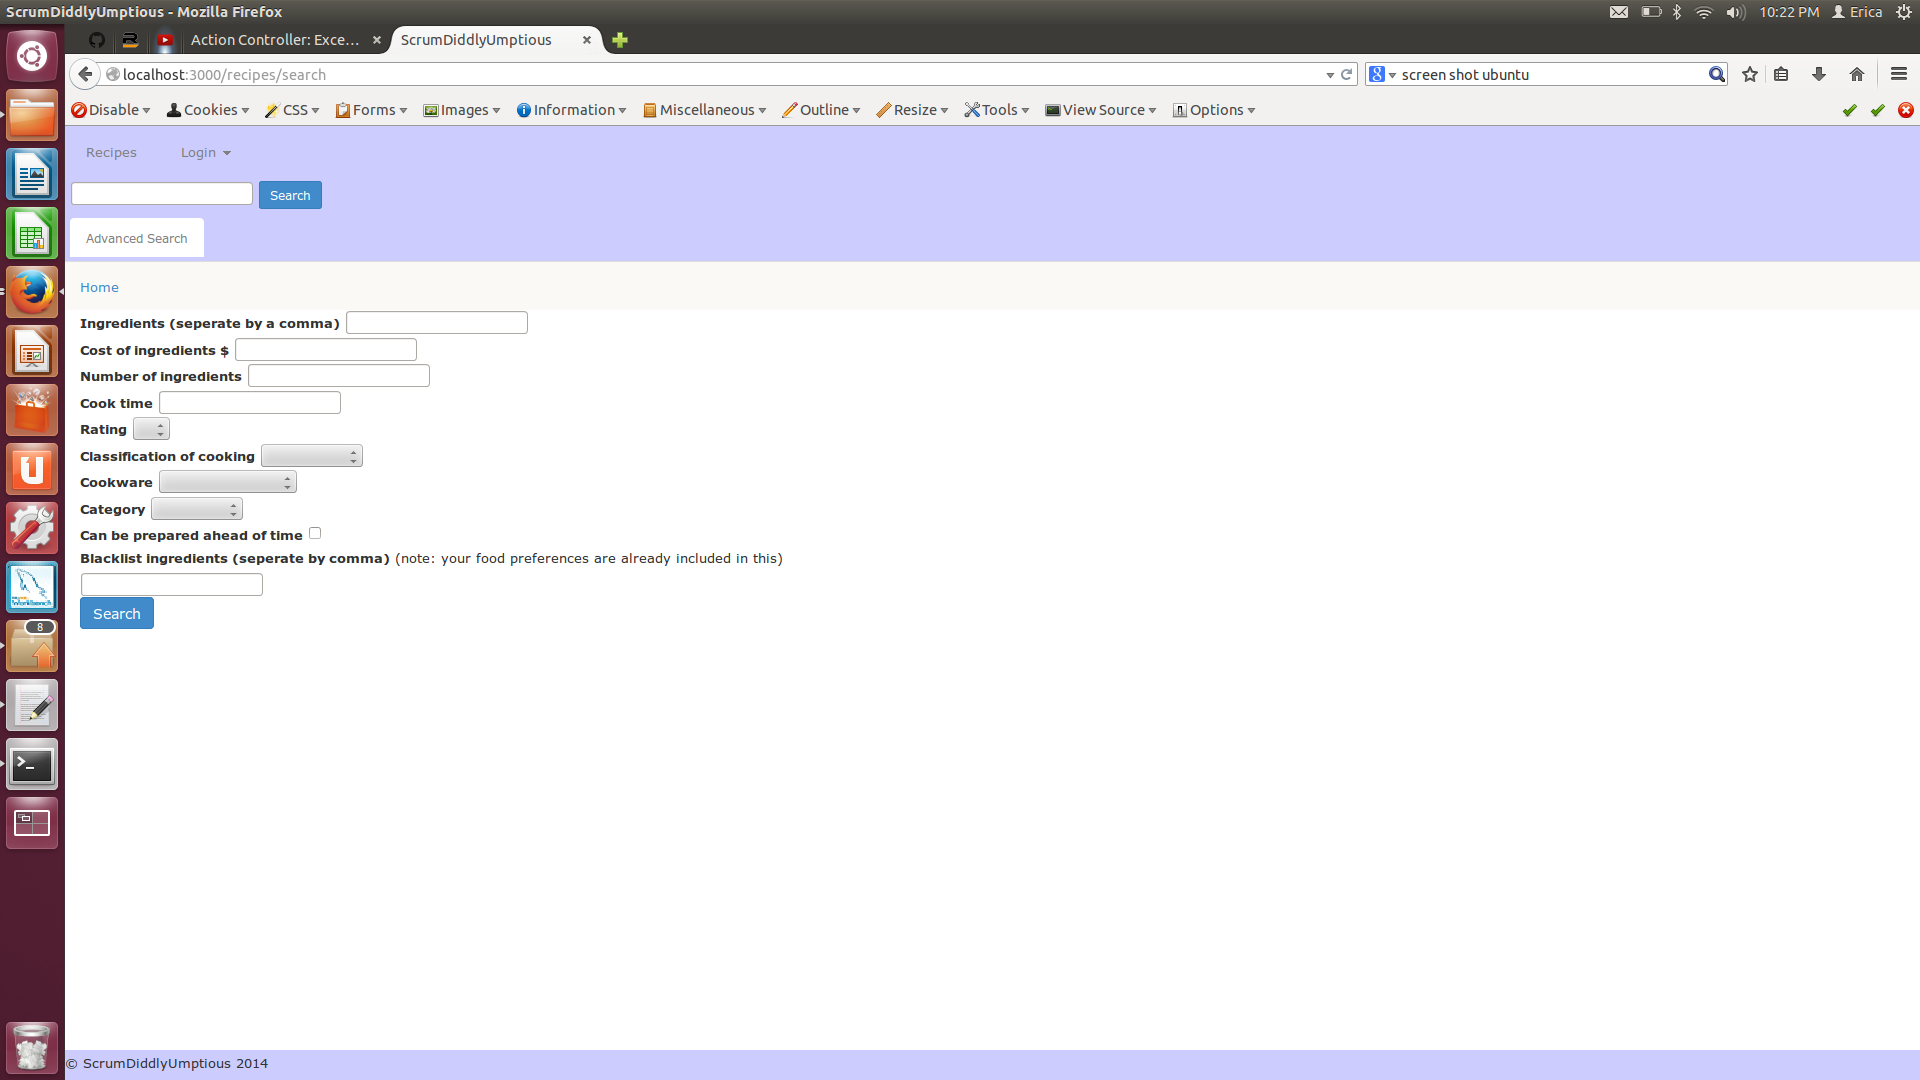 ScrumDiddlyUmptious - Mozilla Firefox
10:22 PM Erica
Action Controller: Exce...
ScrumDiddlyUmptious
localhost:3000/recipes/search
screen shot ubuntu
Disable Cookies CSS Forms Images Information Miscellaneous Outline Resize Tools View Source Options
Recipes Login
Search
Advanced Search
Home
Ingredients (seperate by a comma)
Cost of ingredients $
Number of ingredients
Cook time
Rating
Classification of cooking
Cookware
Category
Can be prepared ahead of time
Blacklist ingredients (seperate by comma) (note: your food preferences are already included in this)
Search
8
© ScrumDiddlyUmptious 2014